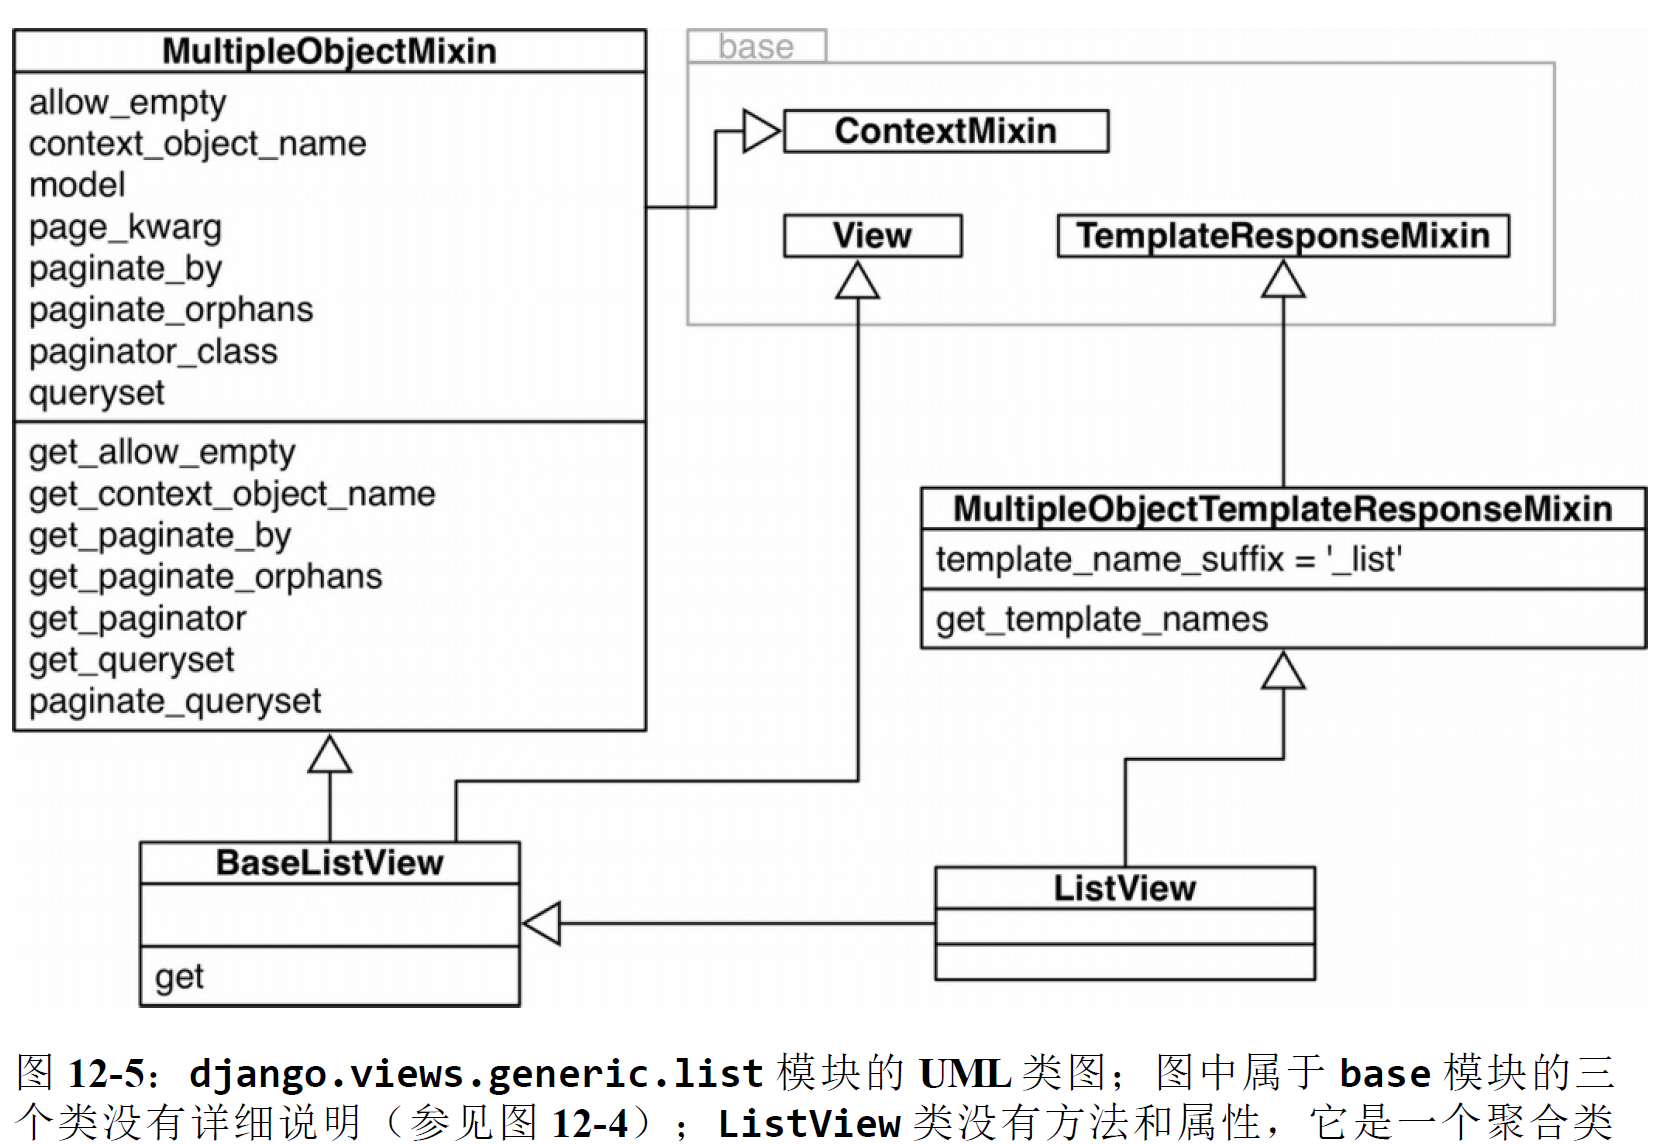 MultipleObjectMixin
allow_empty
context_object_name
model
page_kwarg
paginate_by
paginate_orphans
paginator_class
queryset
get_allow_empty
get_context_object_name
get_paginate_by
get_paginate_orphans
get_paginator
get_queryset
paginate_queryset
base
ContextMixin
View
TemplateResponseMixin
MultipleObjectTemplateResponseMixin
template_name_suffix = '_list'
get_template_names
BaseListView
get
ListView
图 12-5：django.views.generic.list 模块的 UML 类图；图中属于 base 模块的三
个类没有详细说明（参见图 12-4）；ListView 类没有方法和属性，它是一个聚合类